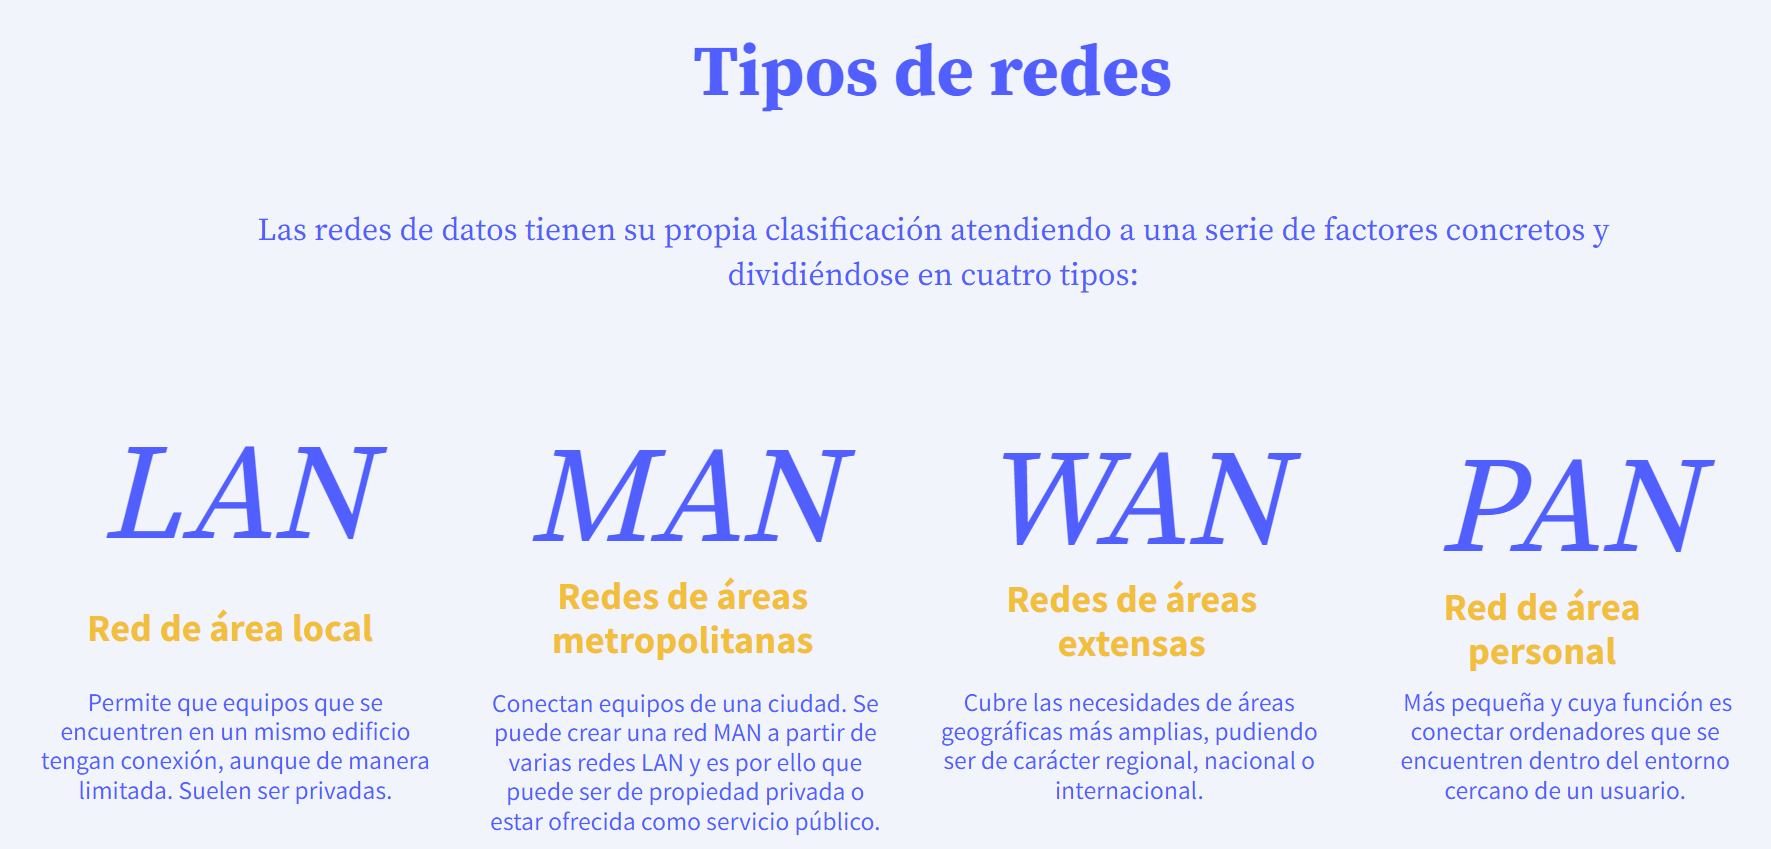 Tipos de redes
Las redes de datos tienen su propia clasificación atendiendo a una serie de factores concretos y
dividiéndose en cuatro tipos:
LAN
Red de área local
Permite que equipos que se
encuentren en un mismo edificio
tengan conexión, aunque de manera
limitada. Suelen ser privadas.
MAN
Redes de áreas
metropolitanas
Conectan equipos de una ciudad. Se
puede crear una red MAN a partir de
varias redes LAN y es por ello que
puede ser de propiedad privada o
estar ofrecida como servicio público.
WAN
Redes de áreas
extensas
Cubre las necesidades de áreas
geográficas más amplias, pudiendo
ser de carácter regional, nacional o
internacional.
PAN
Red de área
personal
Más pequeña y cuya función es
conectar ordenadores que se
encuentren dentro del entorno
cercano de un usuario.